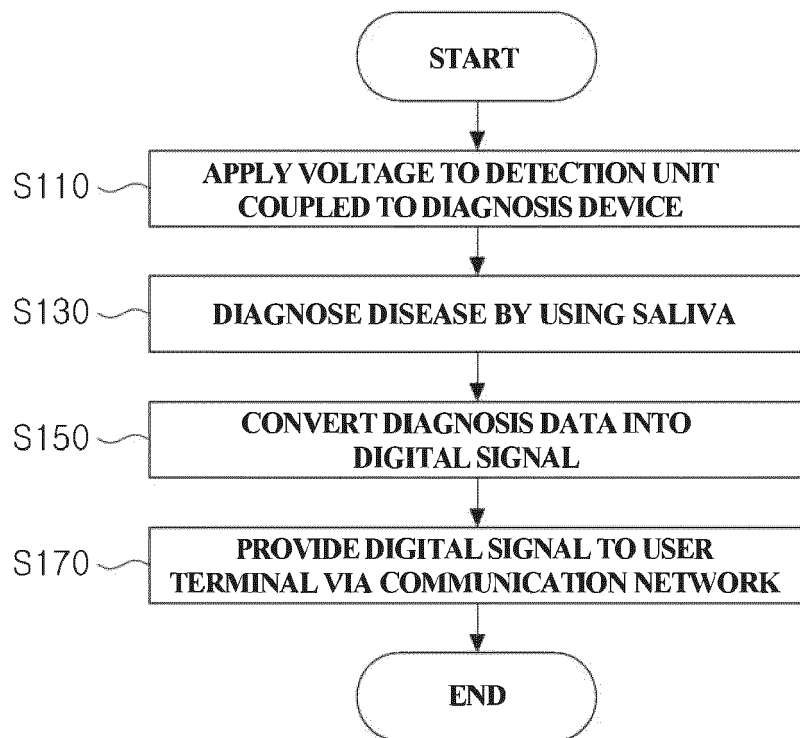 START
S110
APPLY VOLTAGE TO DETECTION UNIT
COUPLED TO DIAGNOSIS DEVICE
S130
DIAGNOSE DISEASE BY USING SALIVA
S150
CONVERT DIAGNOSIS DATA INTO
DIGITAL SIGNAL
S170
PROVIDE DIGITAL SIGNAL TO USER
TERMINAL VIA COMMUNICATION NETWORK
END